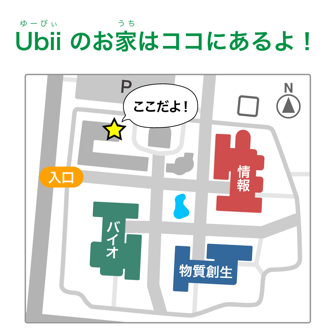 ゆーびぃ うち
Ubii のお家はココにあるよ！
P
N
ここだよ！
情報
入口
バイオ
物質創生